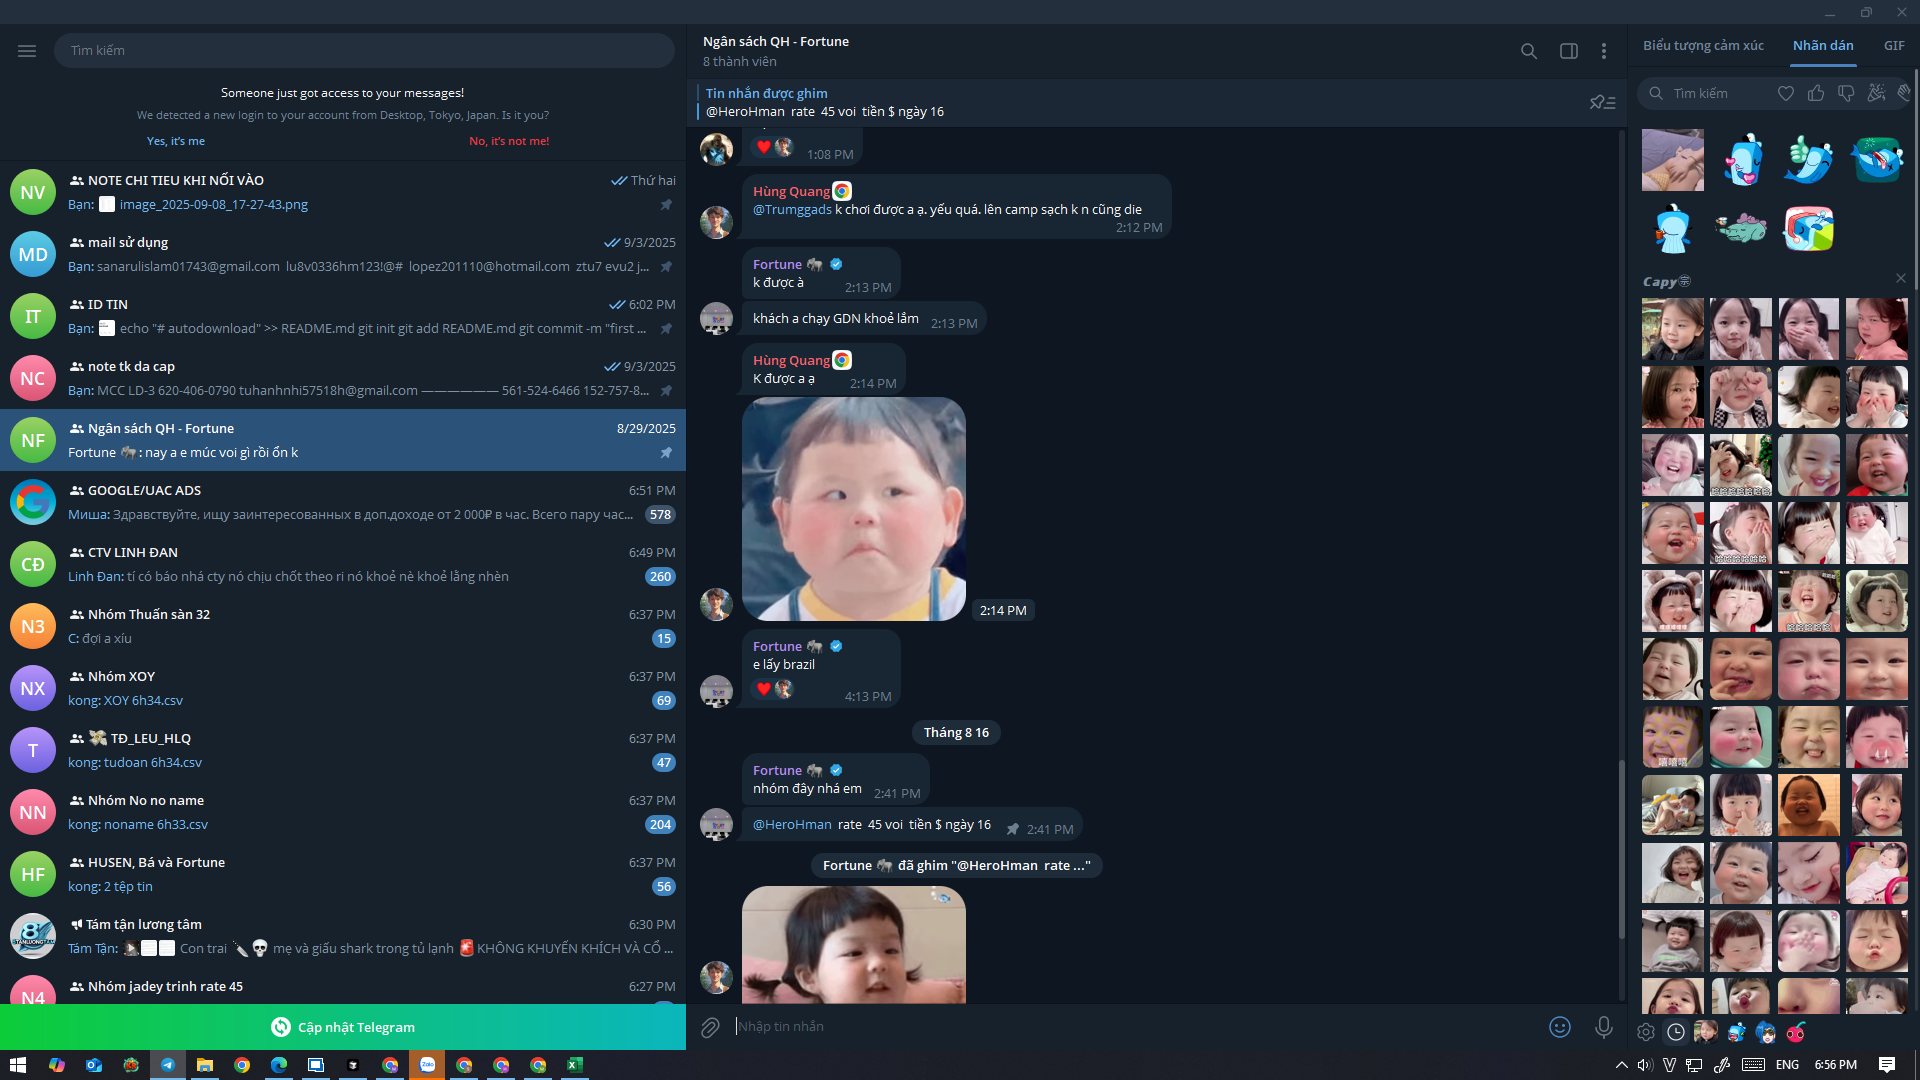 Tìm kiếm
Someone just got access to your messages!
We detected a new login to your account from Desktop, Tokyo, Japan. Is it you?
Yes, it's me
No, it's not me!
NV
NOTE CHI TIEU KHI NỐI VÀO
Thứ hai
Bạn: image_2025-09-08_17-27-43.png
MD
mail sử dụng
9/3/2025
Bạn: sanarulislam01743@gmail.com lu8v0336hm123!@# lopez201110@hotmail.com ztu7 evu2 j...
IT
ID TIN
6:02 PM
Bạn: echo "# autodownload" >> README.md git init git add README.md git commit -m "first ...
NC
note tk da cap
9/3/2025
Bạn: MCC LD-3 620-406-0790 tuhanhnhi57518h@gmail.com ——————— 561-524-6466 152-757-8...
NF
Ngân sách QH - Fortune
8/29/2025
Fortune : nay a e múc voi gì rồi ổn k
GOOGLE/UAC ADS
6:51 PM
Миша: Здравствуйте, ищу заинтересованных в доп.доходе от 2 000₽ в час. Всего пару час...
578
CĐ
CTV LINH ĐAN
6:49 PM
Linh Đan: tí có báo nhá cty nó chịu chốt theo ri nó khoẻ nè khoẻ lằng nhèn
260
N3
Nhóm Thuấn sàn 32
6:37 PM
C: đợi a xíu
15
NX
Nhóm XOY
6:37 PM
kong: XOY 6h34.csv
69
T
TĐ_LEU_HLQ
6:37 PM
kong: tudoan 6h34.csv
47
NN
Nhóm No no name
6:37 PM
kong: noname 6h33.csv
204
HF
HUSEN, Bá và Fortune
6:37 PM
kong: 2 tệp tin
56
Tám tận lương tâm
6:30 PM
Tám Tận: Con trai mẹ và giấu shark trong tủ lạnh KHÔNG KHUYẾN KHÍCH VÀ CỔ ...
N4
Nhóm jadey trinh rate 45
6:27 PM
Cập nhật Telegram
Ngân sách QH - Fortune
8 thành viên
Tin nhắn được ghim
@HeroHman rate 45 voi tiền $ ngày 16
1:08 PM
Hùng Quang
@Trumggads k chơi được a ạ. yếu quá. lên camp sạch k n cũng die
2:12 PM
Fortune
k được à
2:13 PM
khách a chạy GDN khoẻ lắm
2:13 PM
Hùng Quang
K được a ạ
2:14 PM
2:14 PM
Fortune
e lấy brazil
4:13 PM
Tháng 8 16
Fortune
nhóm đây nhá em
2:41 PM
@HeroHman rate 45 voi tiền $ ngày 16
2:41 PM
Fortune đã ghim "@HeroHman rate ..."
Nhập tin nhắn
Biểu tượng cảm xúc
Nhãn dán
GIF
Tìm kiếm
Capy
Zalo
ENG
6:56 PM